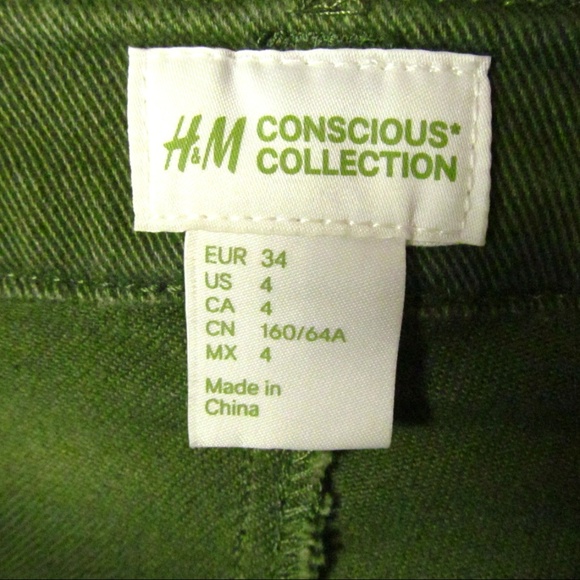 H&M CONSCIOUS*
COLLECTION
EUR 34
US 4
CA 4
CN 160/64A
MX 4
Made in
China